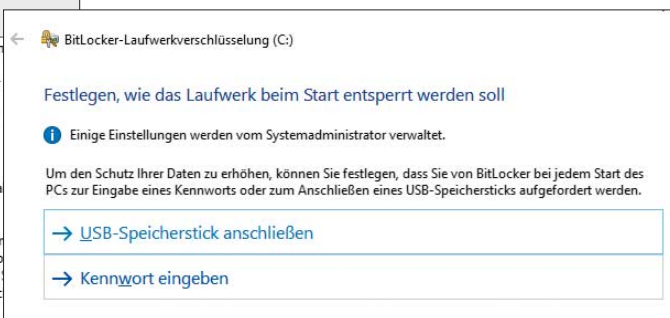 BitLocker-Laufwerkverschlüsselung (C:)
Festlegen, wie das Laufwerk beim Start entsperrt werden soll
Einige Einstellungen werden vom Systemadministrator verwaltet.
Um den Schutz Ihrer Daten zu erhöhen, können Sie festlegen, dass Sie von BitLocker bei jedem Start des
PCs zur Eingabe eines Kennworts oder zum Anschließen eines USB-Speichersticks aufgefordert werden.
USB-Speicherstick anschließen
Kennwort eingeben